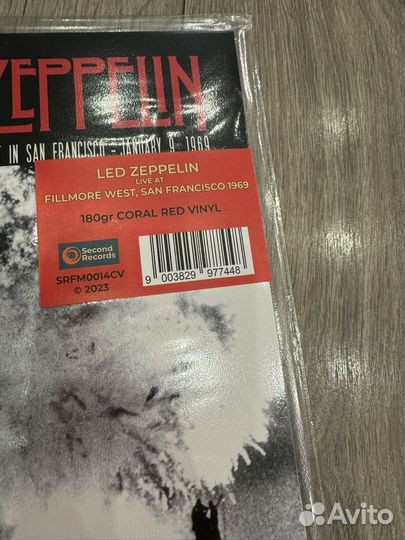 ZEPPELIN
IN SAN FRANCISCO – JANUARY 9, 1969
LED ZEPPELIN
LIVE AT
FILLMORE WEST, SAN FRANCISCO 1969
180gr CORAL RED VINYL
Second
Records
SRFM0014CV
© 2023
9 003829 977448
Avito